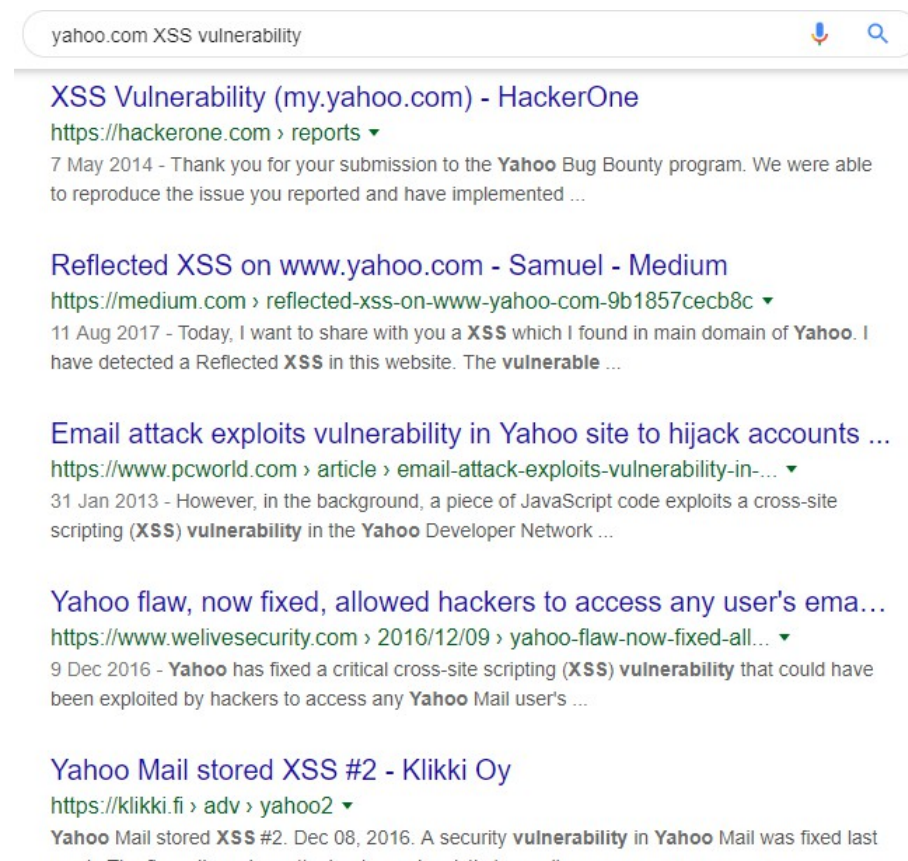 yahoo.com XSS vulnerability
XSS Vulnerability (my.yahoo.com) - HackerOne
https://hackerone.com › reports ▼
7 May 2014 - Thank you for your submission to the Yahoo Bug Bounty program. We were able
to reproduce the issue you reported and have implemented ...
Reflected XSS on www.yahoo.com - Samuel - Medium
https://medium.com › reflected-xss-on-www-yahoo-com-9b1857cecb8c ▼
11 Aug 2017 - Today, I want to share with you a XSS which I found in main domain of Yahoo. I
have detected a Reflected XSS in this website. The vulnerable ...
Email attack exploits vulnerability in Yahoo site to hijack accounts ...
https://www.pcworld.com › article › email-attack-exploits-vulnerability-in-... ▼
31 Jan 2013 - However, in the background, a piece of JavaScript code exploits a cross-site
scripting (XSS) vulnerability in the Yahoo Developer Network ...
Yahoo flaw, now fixed, allowed hackers to access any user's ema...
https://www.welivesecurity.com › 2016/12/09 › yahoo-flaw-now-fixed-all... ▼
9 Dec 2016 - Yahoo has fixed a critical cross-site scripting (XSS) vulnerability that could have
been exploited by hackers to access any Yahoo Mail user's ...
Yahoo Mail stored XSS #2 - Klikki Oy
https://klikki.fi › adv › yahoo2 ▼
Yahoo Mail stored XSS #2. Dec 08, 2016. A security vulnerability in Yahoo Mail was fixed last